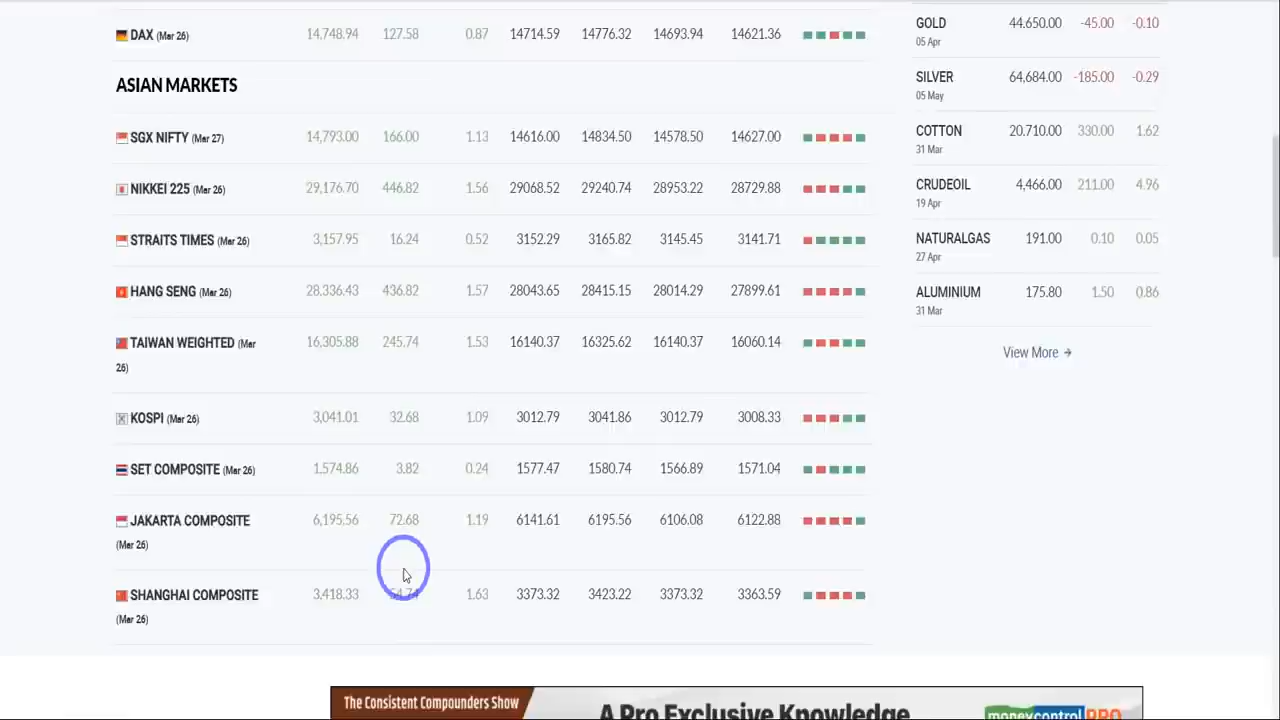 DAX (Mar 26) 14,748.94 127.58 0.87 14714.59 14776.32 14693.94 14621.36
ASIAN MARKETS
SGX NIFTY (Mar 27) 14,793.00 166.00 1.13 14616.00 14834.50 14578.50 14627.00
NIKKEI 225 (Mar 26) 29,176.70 446.82 1.56 29068.52 29240.74 28953.22 28729.88
STRAITS TIMES (Mar 26) 3,157.95 16.24 0.52 3152.29 3165.82 3145.45 3141.71
HANG SENG (Mar 26) 28,336.43 436.82 1.57 28043.65 28415.15 28014.29 27899.61
TAIWAN WEIGHTED (Mar 16,305.88 245.74 1.53 16140.37 16325.62 16140.37 16060.14
26)
KOSPI (Mar 26) 3,041.01 32.68 1.09 3012.79 3041.86 3012.79 3008.33
SET COMPOSITE (Mar 26) 1,574.86 3.82 0.24 1577.47 1580.74 1566.89 1571.04
JAKARTA COMPOSITE 6,195.56 72.68 1.19 6141.61 6195.56 6106.08 6122.88
(Mar 26)
SHANGHAI COMPOSITE 3,418.33 54.74 1.63 3373.32 3423.22 3373.32 3363.59
(Mar 26)
GOLD 44.650.00 -45.00 -0.10
05 Apr
SILVER 64,684.00 -185.00 -0.29
05 May
COTTON 20.710.00 330.00 1.62
31 Mar
CRUDEOIL 4,466.00 211.00 4.96
19 Apr
NATURALGAS 191.00 0.10 0.05
27 Apr
ALUMINIUM 175.80 1.50 0.86
31 Mar
View More →
The Consistent Compounders Show
A Pro Exclusive Knowledge
moneycontrol PRO